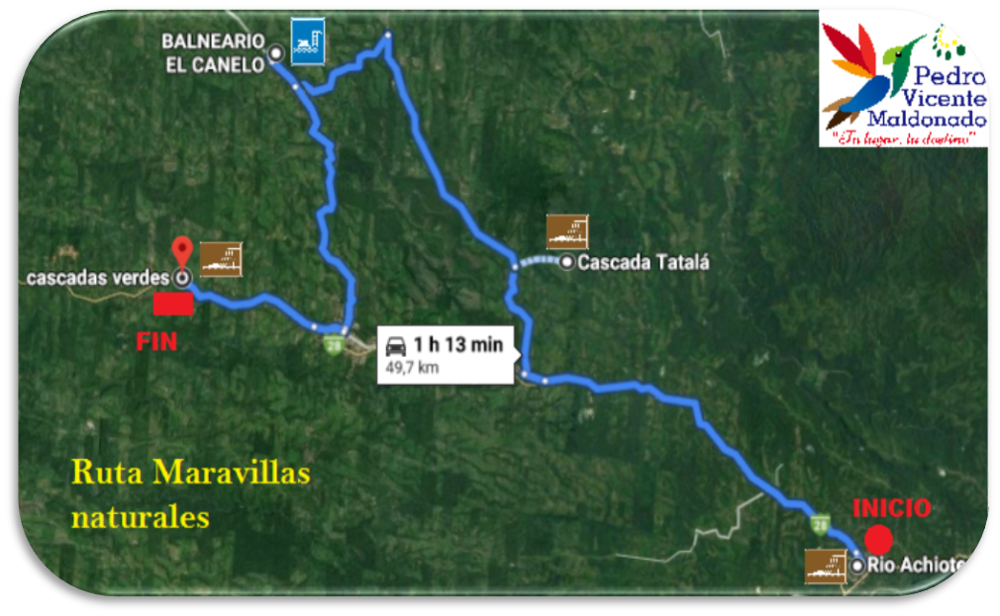 BALNEARIO
EL CANELO
Pedro
Vicente
Maldonado
"Tu lugar, tu destino"
Cascada Tatalá
cascadas verdes
FIN
28
1 h 13 min
49,7 km
Ruta Maravillas
naturales
INICIO
28
Rio Achiote